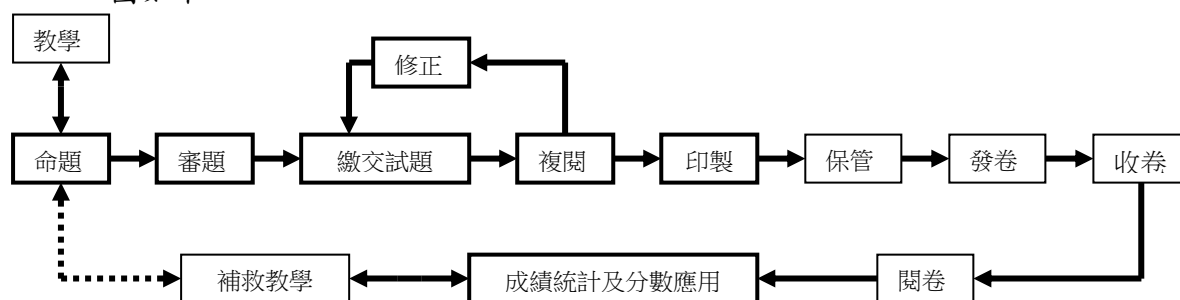 教學
修正
命題
審題
繳交試題
複閱
印製
保管
發卷
收卷
補救教學
成績統計及分數應用
閱卷